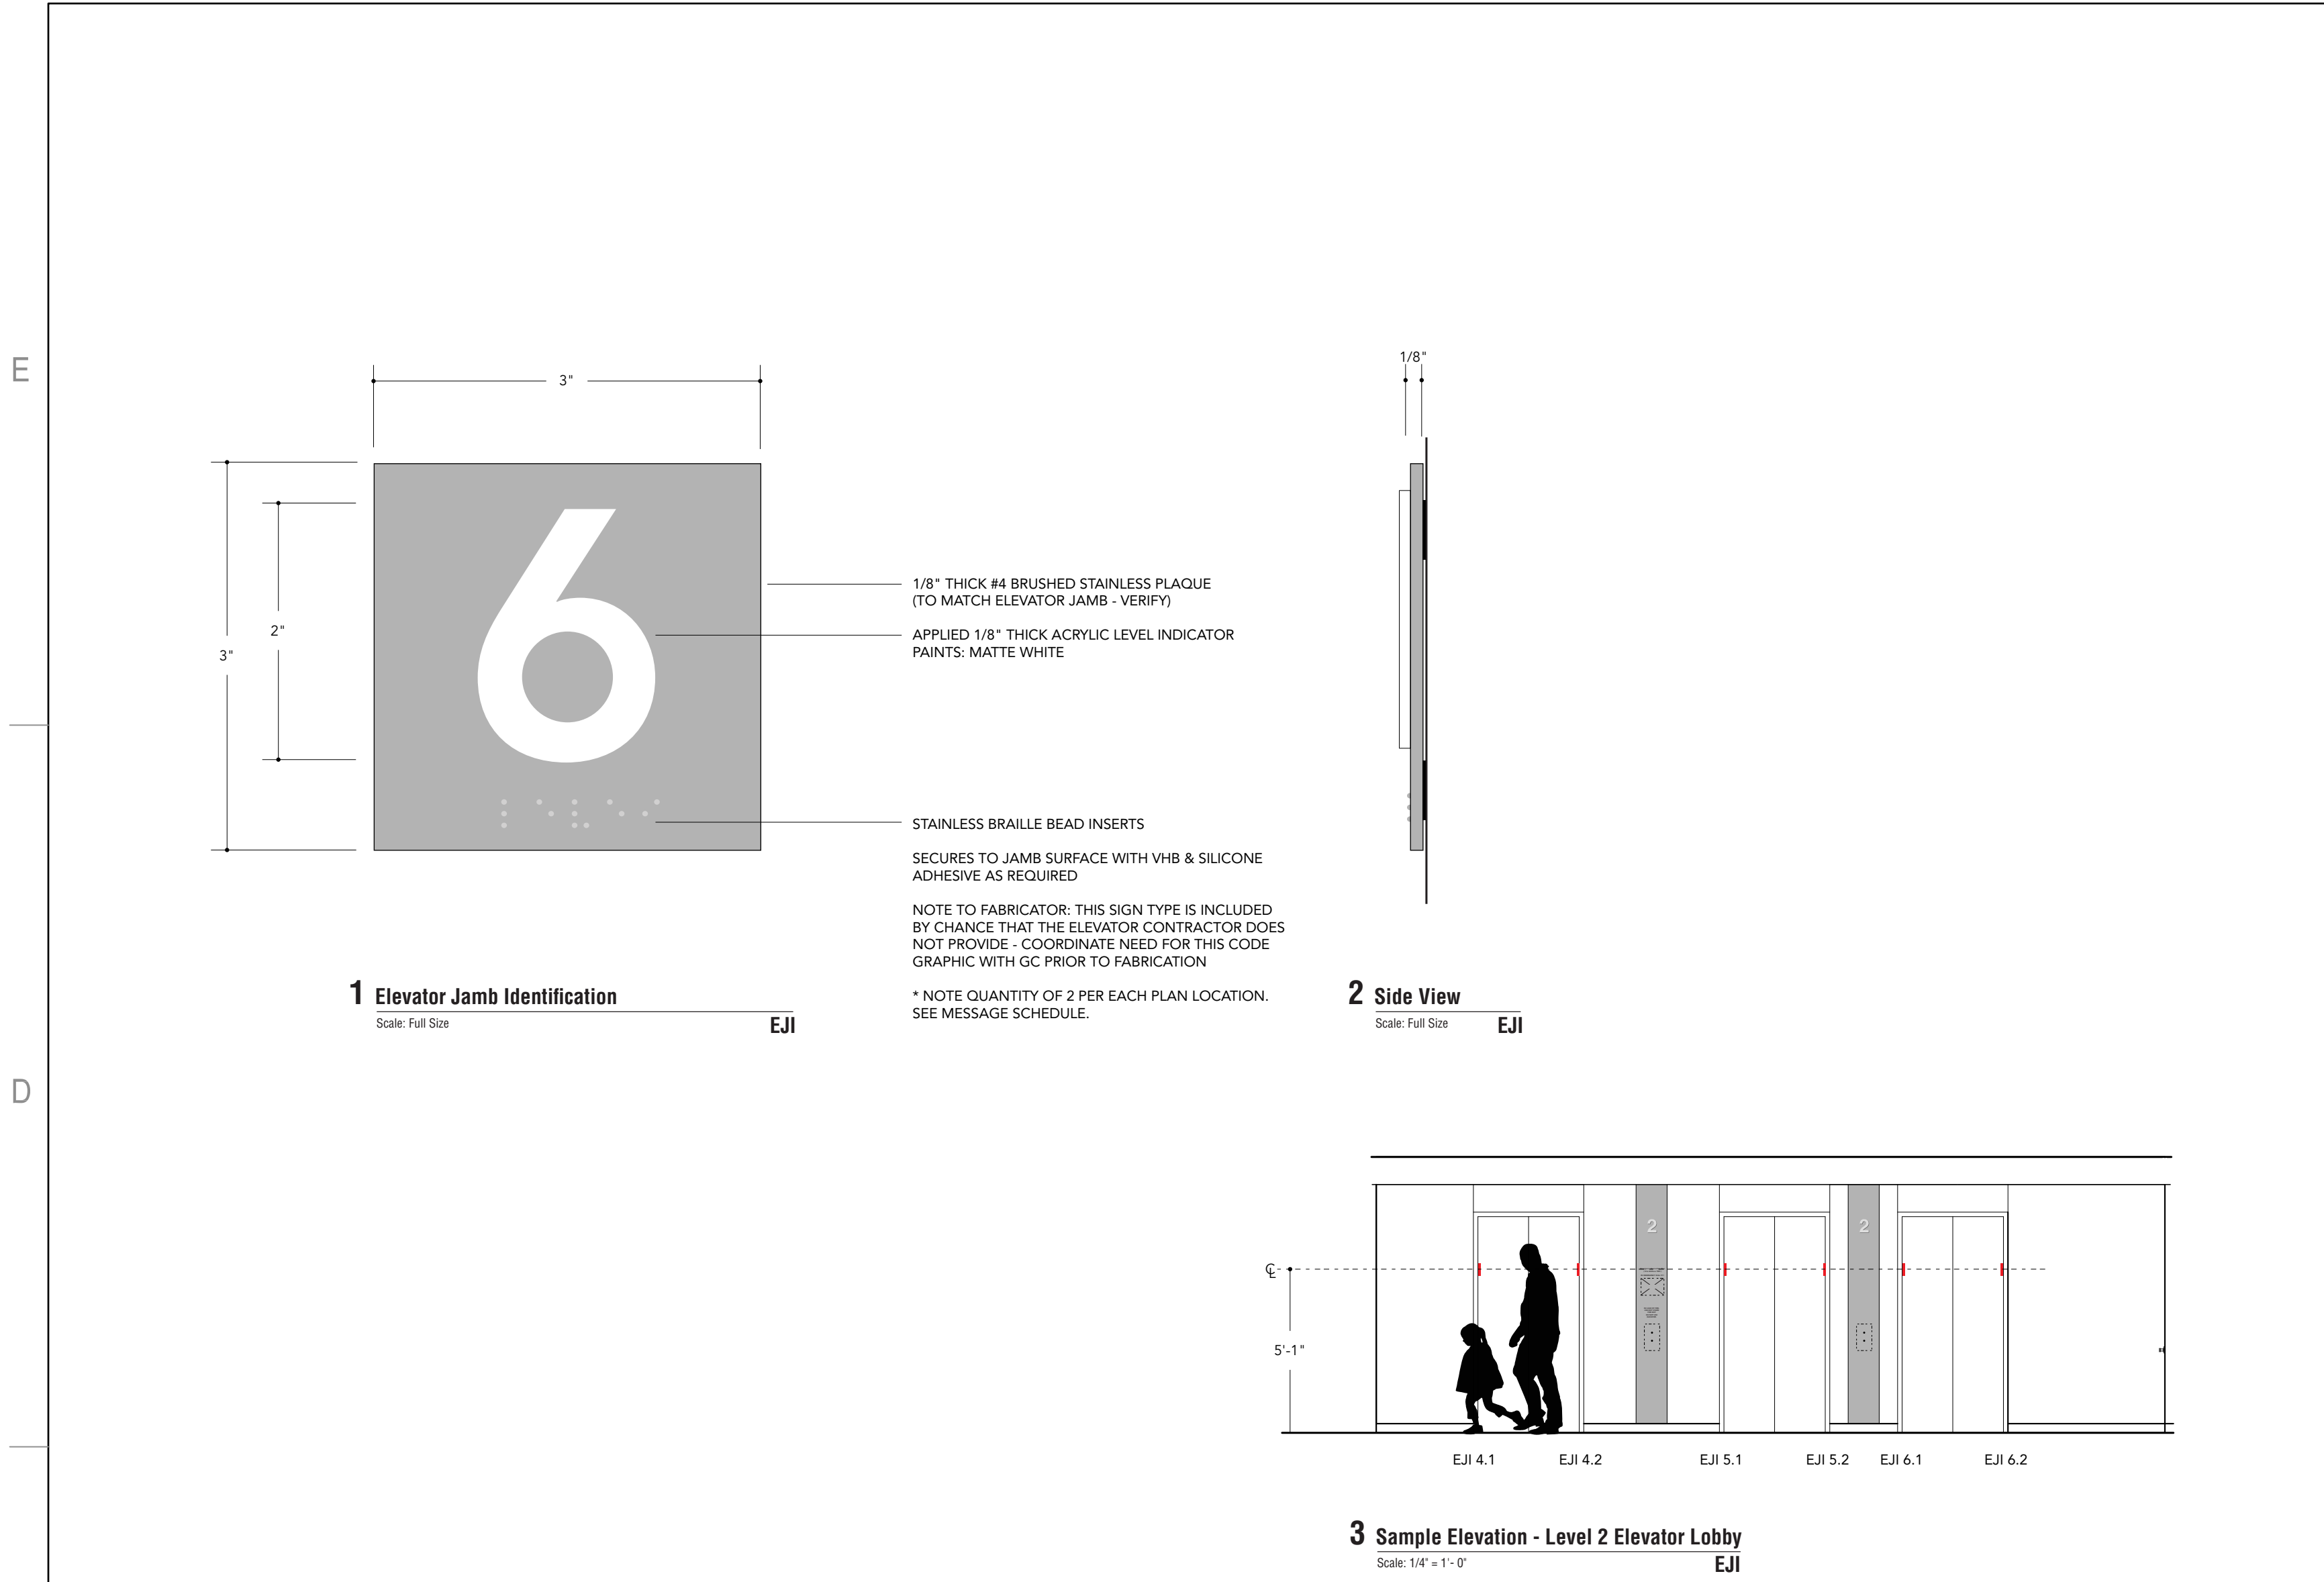 E
D
3"
3"
2"
6
1/8" THICK #4 BRUSHED STAINLESS PLAQUE
(TO MATCH ELEVATOR JAMB - VERIFY)
APPLIED 1/8" THICK ACRYLIC LEVEL INDICATOR
PAINTS: MATTE WHITE
STAINLESS BRAILLE BEAD INSERTS
SECURES TO JAMB SURFACE WITH VHB & SILICONE
ADHESIVE AS REQUIRED
NOTE TO FABRICATOR: THIS SIGN TYPE IS INCLUDED
BY CHANCE THAT THE ELEVATOR CONTRACTOR DOES
NOT PROVIDE - COORDINATE NEED FOR THIS CODE
GRAPHIC WITH GC PRIOR TO FABRICATION
* NOTE QUANTITY OF 2 PER EACH PLAN LOCATION.
SEE MESSAGE SCHEDULE.
1 Elevator Jamb Identification
Scale: Full Size EJI
1/8"
2 Side View
Scale: Full Size EJI
2 2
℄
5'-1"
EJI 4.1 EJI 4.2 EJI 5.1 EJI 5.2 EJI 6.1 EJI 6.2
3 Sample Elevation - Level 2 Elevator Lobby
Scale: 1/4" = 1'- 0" EJI